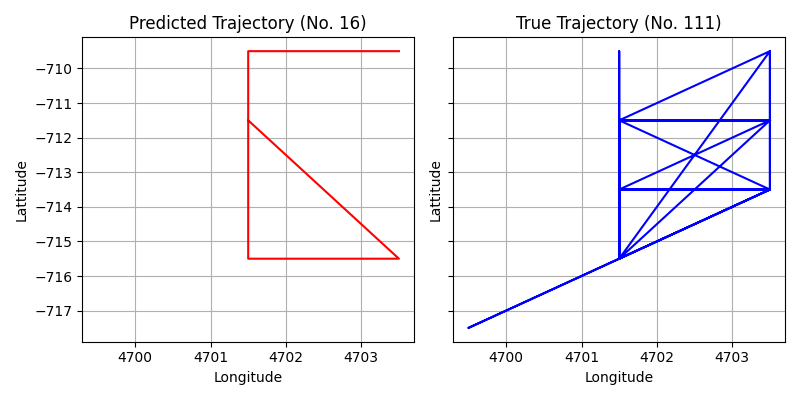 Predicted Trajectory (No. 16)
True Trajectory (No. 111)
Lattitude
−710
−711
−712
−713
−714
−715
−716
−717
4700 4701 4702 4703
Longitude
Lattitude
4700 4701 4702 4703
Longitude